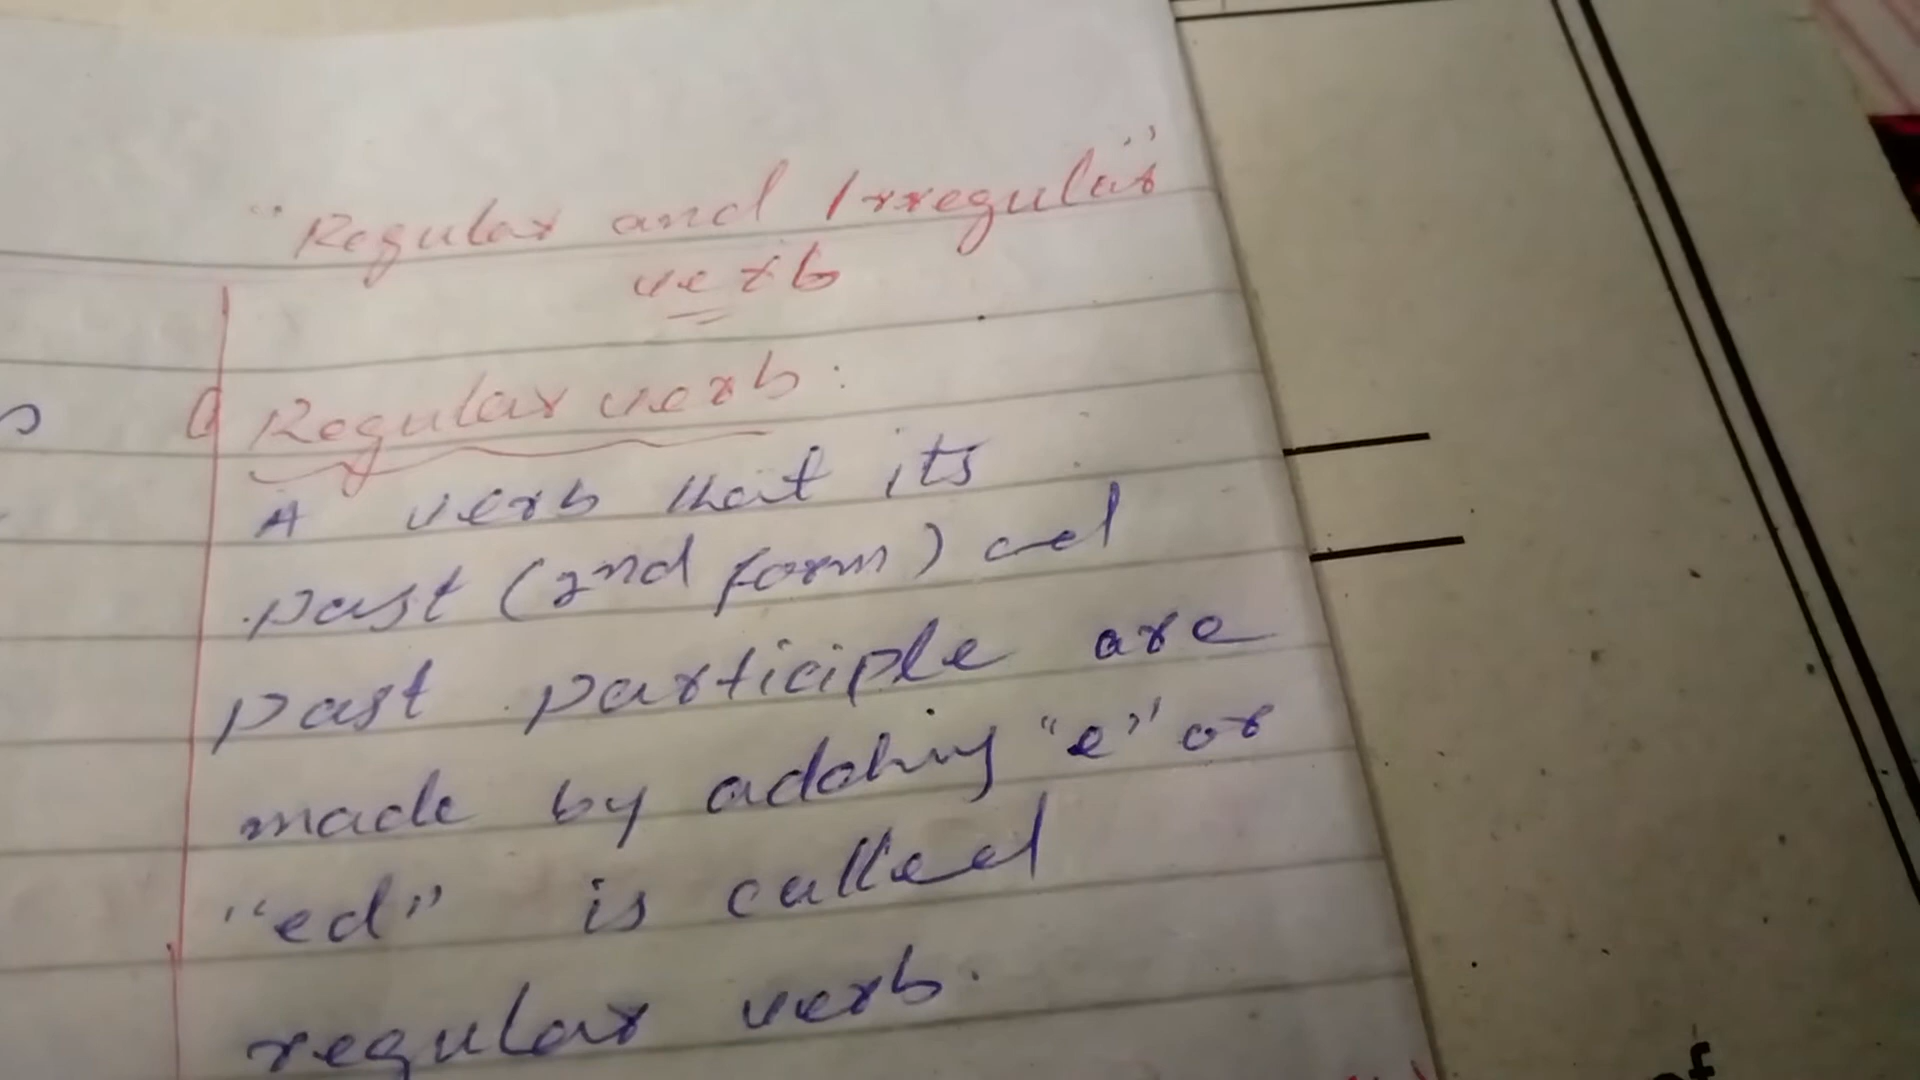 "Regular and Irregular"
verb
Regular verb:
A verb that its
past (2nd form) and
past participle are
made by adding "e" or
"ed" is called
regular verb.
of